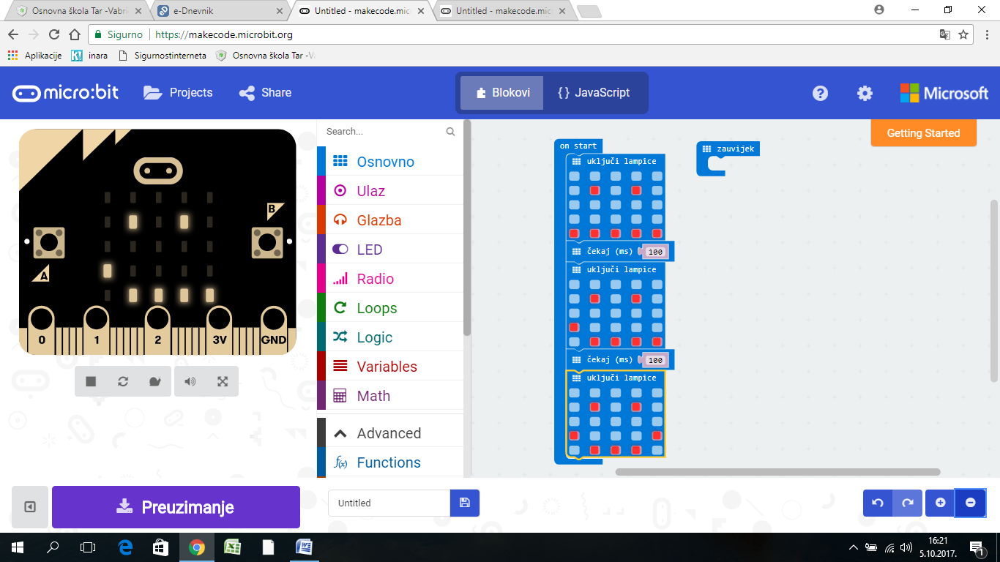 Osnovna škola Tar -Vabri
e-Dnevnik
Untitled - makecode.mic
Untitled - makecode.mic
Sigurno
https://makecode.microbit.org
Aplikacije
inara
Sigurnostinterneta
Osnovna škola Tar -Va
micro:bit
Projects
Share
Blokovi
{} JavaScript
Microsoft
Search...
Getting Started
Osnovno
Ulaz
Glazba
LED
Radio
Loops
Logic
Variables
Math
Advanced
f(x) Functions
A
B
0 1 2 3V GND
on start
uključi lampice
čekaj (ms) 100
uključi lampice
čekaj (ms) 100
uključi lampice
zauvijek
Preuzimanje
Untitled
16:21
5.10.2017.
1